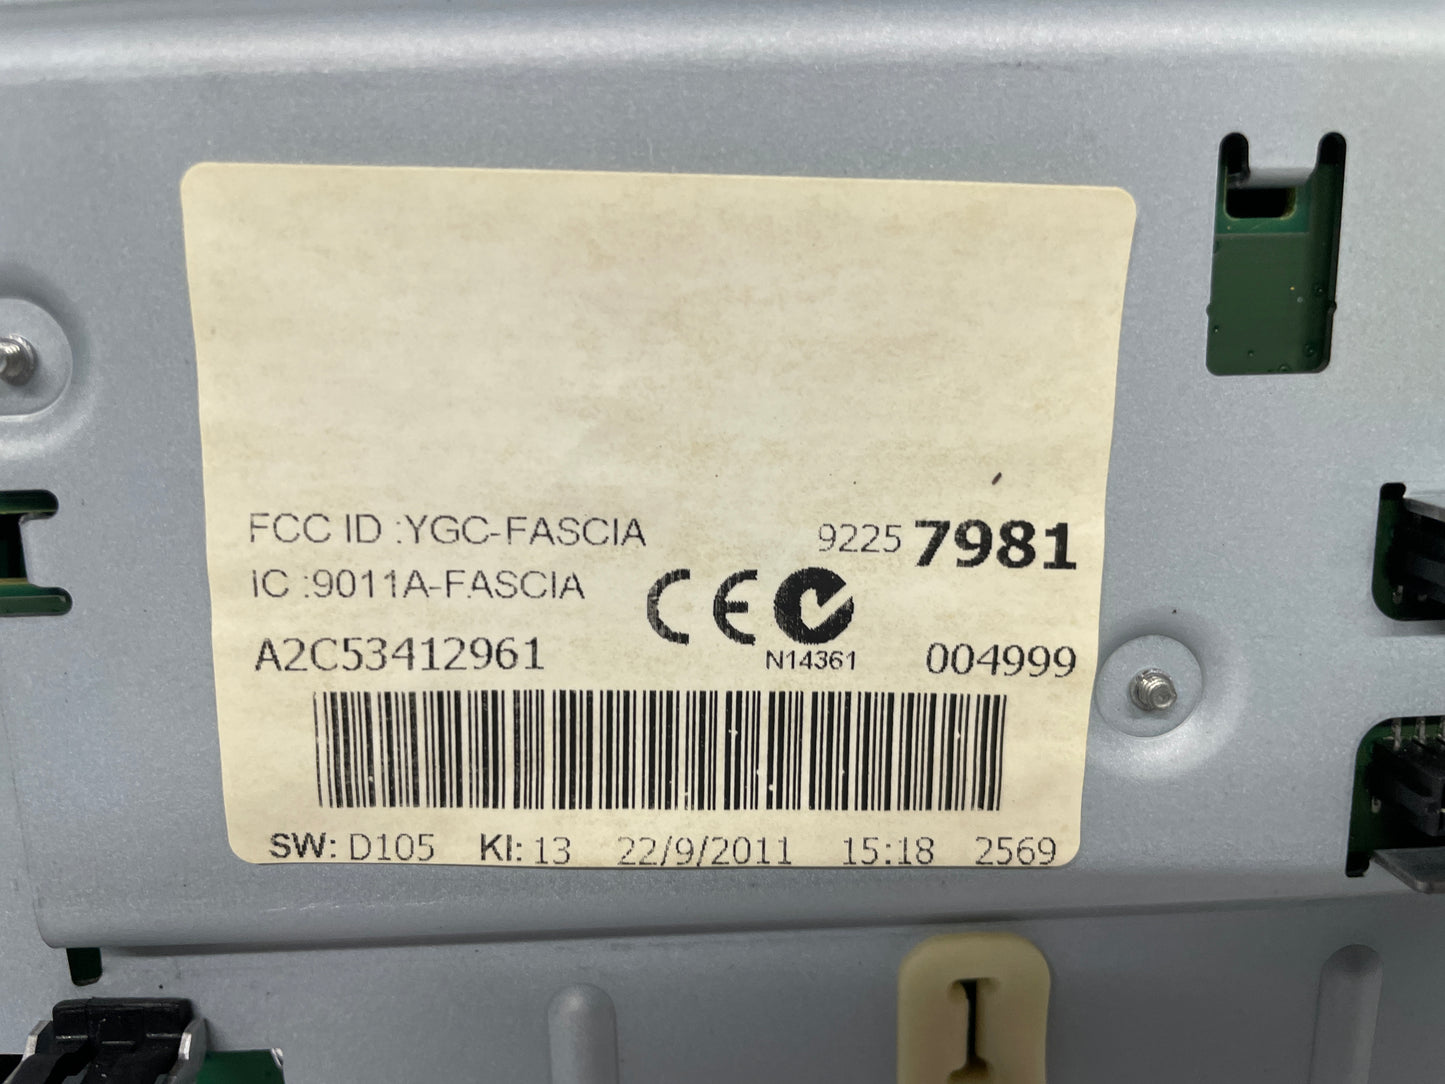 FCC ID :YGC-FASCIA 9225 7981
IC :9011A-FASCIA CE
A2C53412961 N14361 004999
SW: D105 KI: 13 22/9/2011 15:18 2569